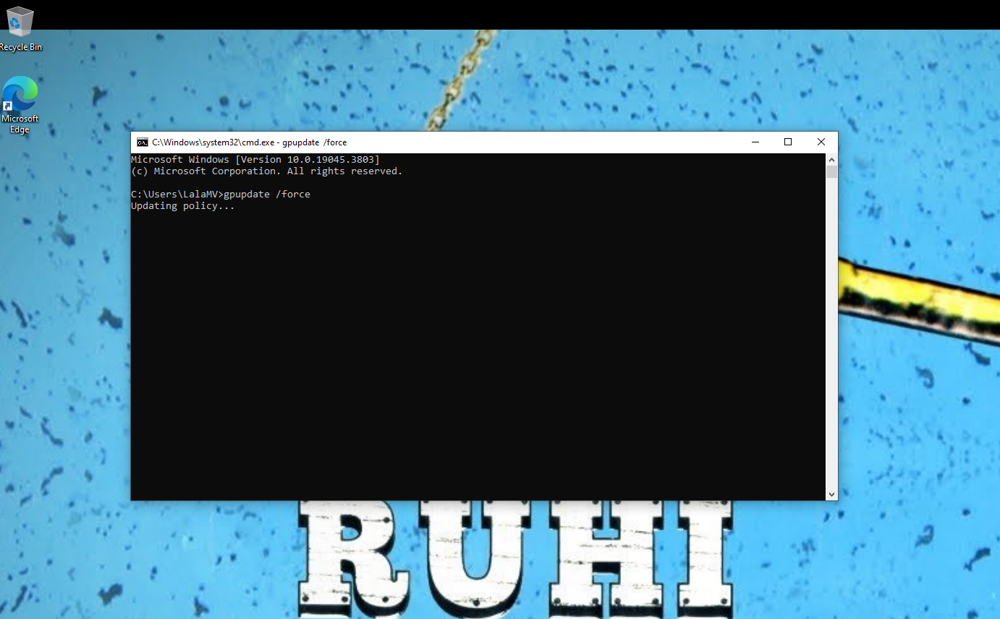 Recycle Bin
Microsoft
Edge
C:\Windows\system32\cmd.exe - gpupdate /force
Microsoft Windows [Version 10.0.19045.3803]
(c) Microsoft Corporation. All rights reserved.
C:\Users\LalaMV>gpupdate /force
Updating policy...
RUHI